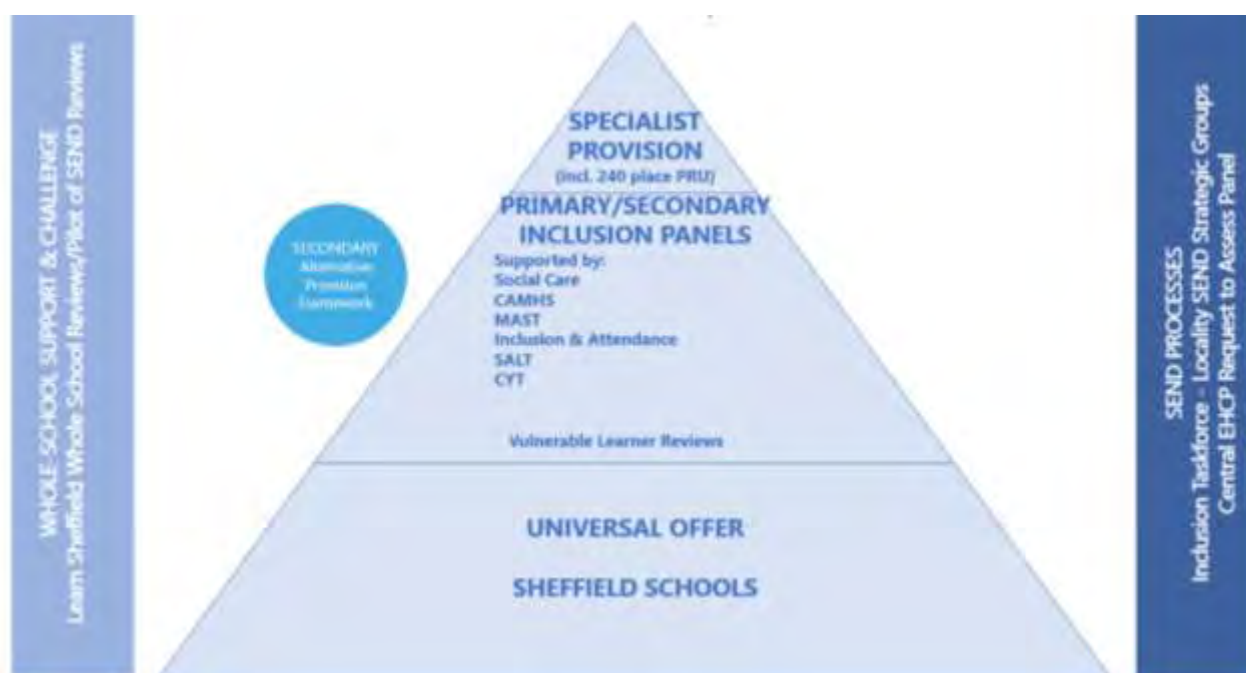 WHOLE-SCHOOL SUPPORT & CHALLENGE
Learn Sheffield Whole School Reviews/Pilot of SEND Reviews
SECONDARY
Alternative
Provision
Framework
SPECIALIST
PROVISION
(incl. 240 place PRU)
PRIMARY/SECONDARY
INCLUSION PANELS
Supported by:
Social Care
CAMHS
MAST
Inclusion & Attendance
SALT
CYT
Vulnerable Learner Reviews
UNIVERSAL OFFER
SHEFFIELD SCHOOLS
SEND PROCESSES
Inclusion Taskforce - Locality SEND Strategic Groups
Central EHCP Request to Assess Panel